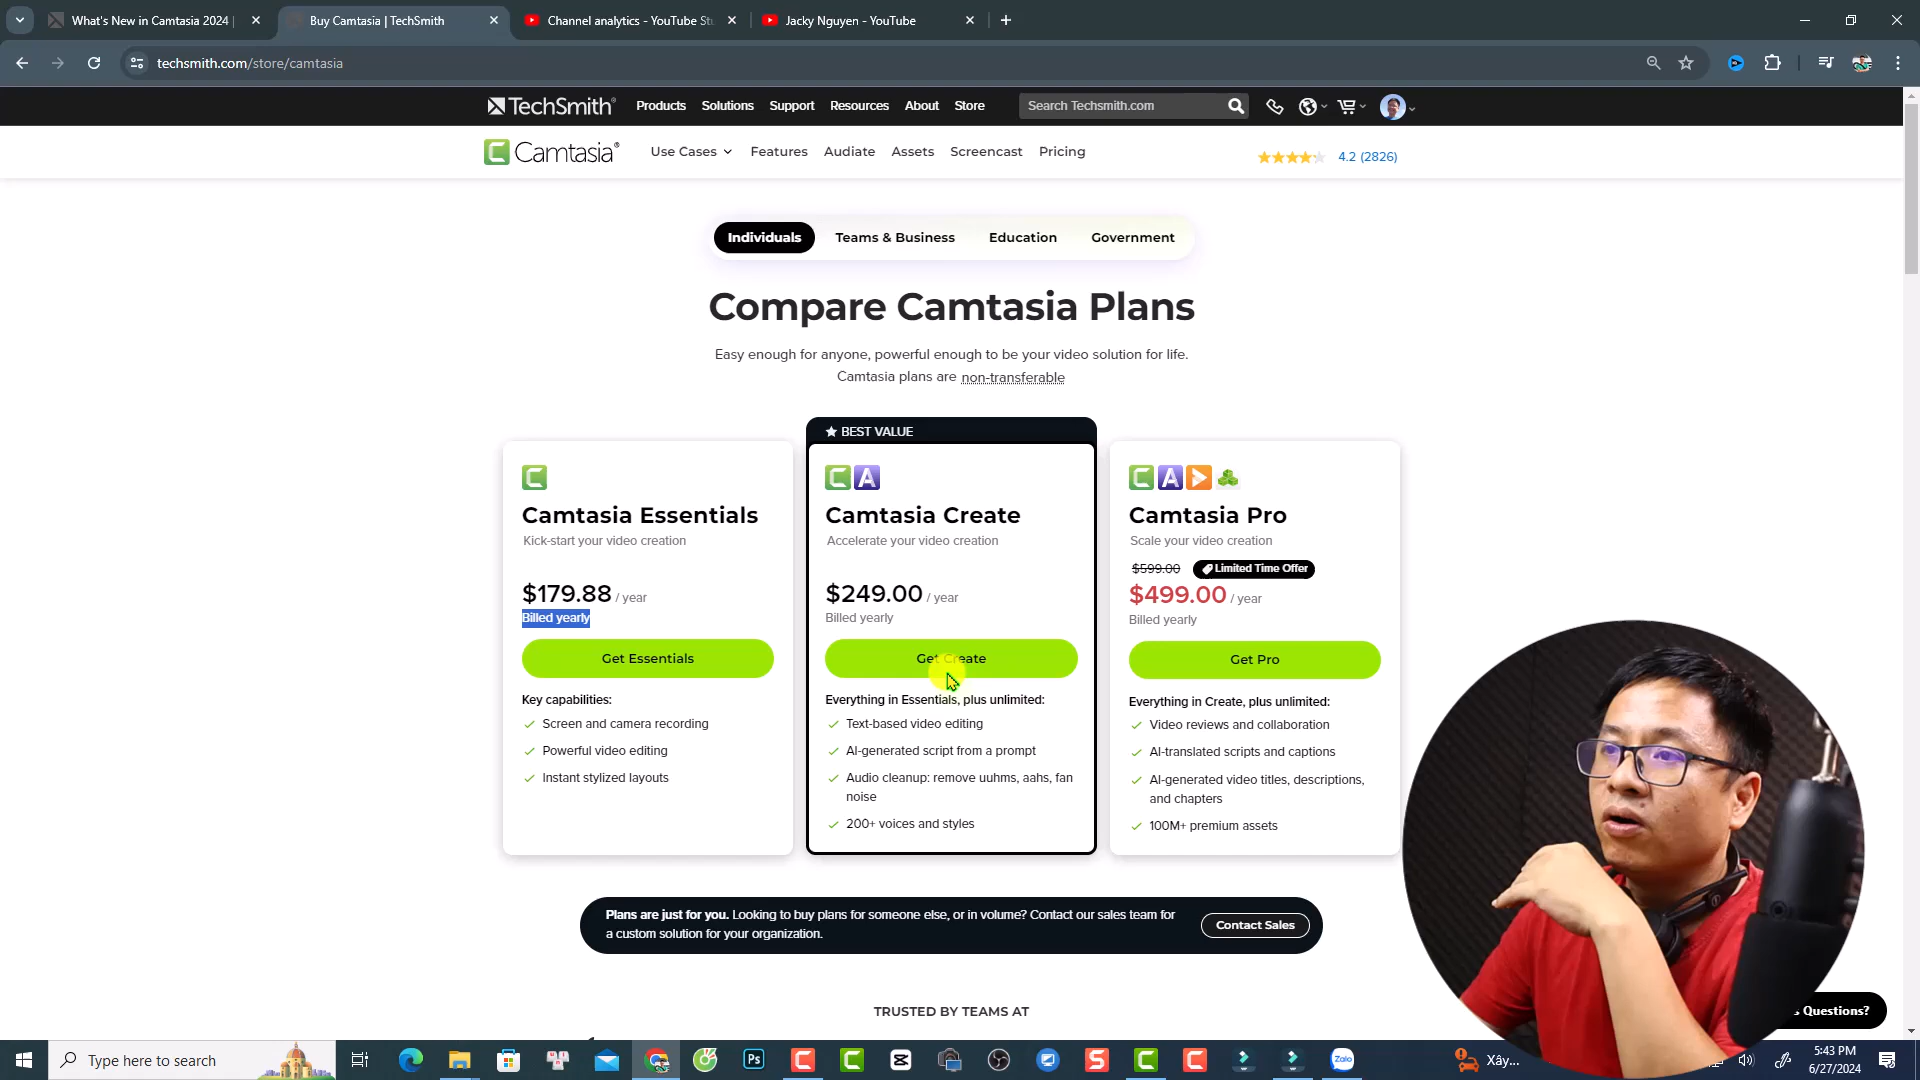 What's New in Camtasia 2024 |
Buy Camtasia | TechSmith
Channel analytics - YouTube Stu
Jacky Nguyen - YouTube
techsmith.com/store/camtasia
TechSmith®
Products
Solutions
Support
Resources
About
Store
Search Techsmith.com
Camtasia®
Use Cases
Features
Audiate
Assets
Screencast
Pricing
4.2 (2826)
Individuals
Teams & Business
Education
Government
Compare Camtasia Plans
Easy enough for anyone, powerful enough to be your video solution for life.
Camtasia plans are non-transferable
★ BEST VALUE
Camtasia Essentials
Kick-start your video creation
$179.88 / year
Billed yearly
Get Essentials
Key capabilities:
Screen and camera recording
Powerful video editing
Instant stylized layouts
Camtasia Create
Accelerate your video creation
$249.00 / year
Billed yearly
Get Create
Everything in Essentials, plus unlimited:
Text-based video editing
AI-generated script from a prompt
Audio cleanup: remove uuhms, aahs, fan
noise
200+ voices and styles
Camtasia Pro
Scale your video creation
$599.00 Limited Time Offer
$499.00 / year
Billed yearly
Get Pro
Everything in Create, plus unlimited:
Video reviews and collaboration
AI-translated scripts and captions
AI-generated video titles, descriptions,
and chapters
100M+ premium assets
Plans are just for you. Looking to buy plans for someone else, or in volume? Contact our sales team for
a custom solution for your organization.
Contact Sales
TRUSTED BY TEAMS AT
Questions?
Type here to search
Ps
Zalo
Xây...
5:43 PM
6/27/2024